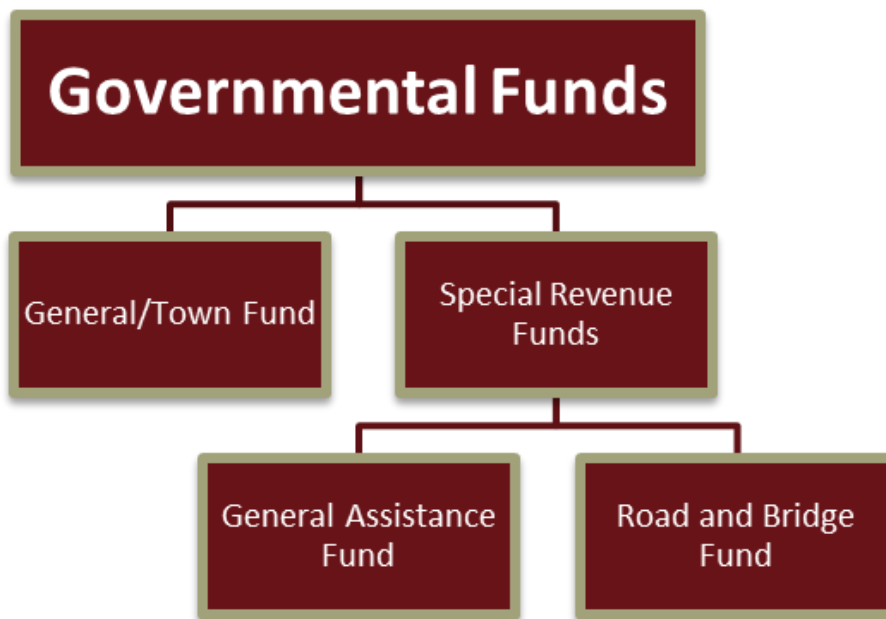 Governmental Funds
General/Town Fund
Special Revenue
Funds
General Assistance
Fund
Road and Bridge
Fund